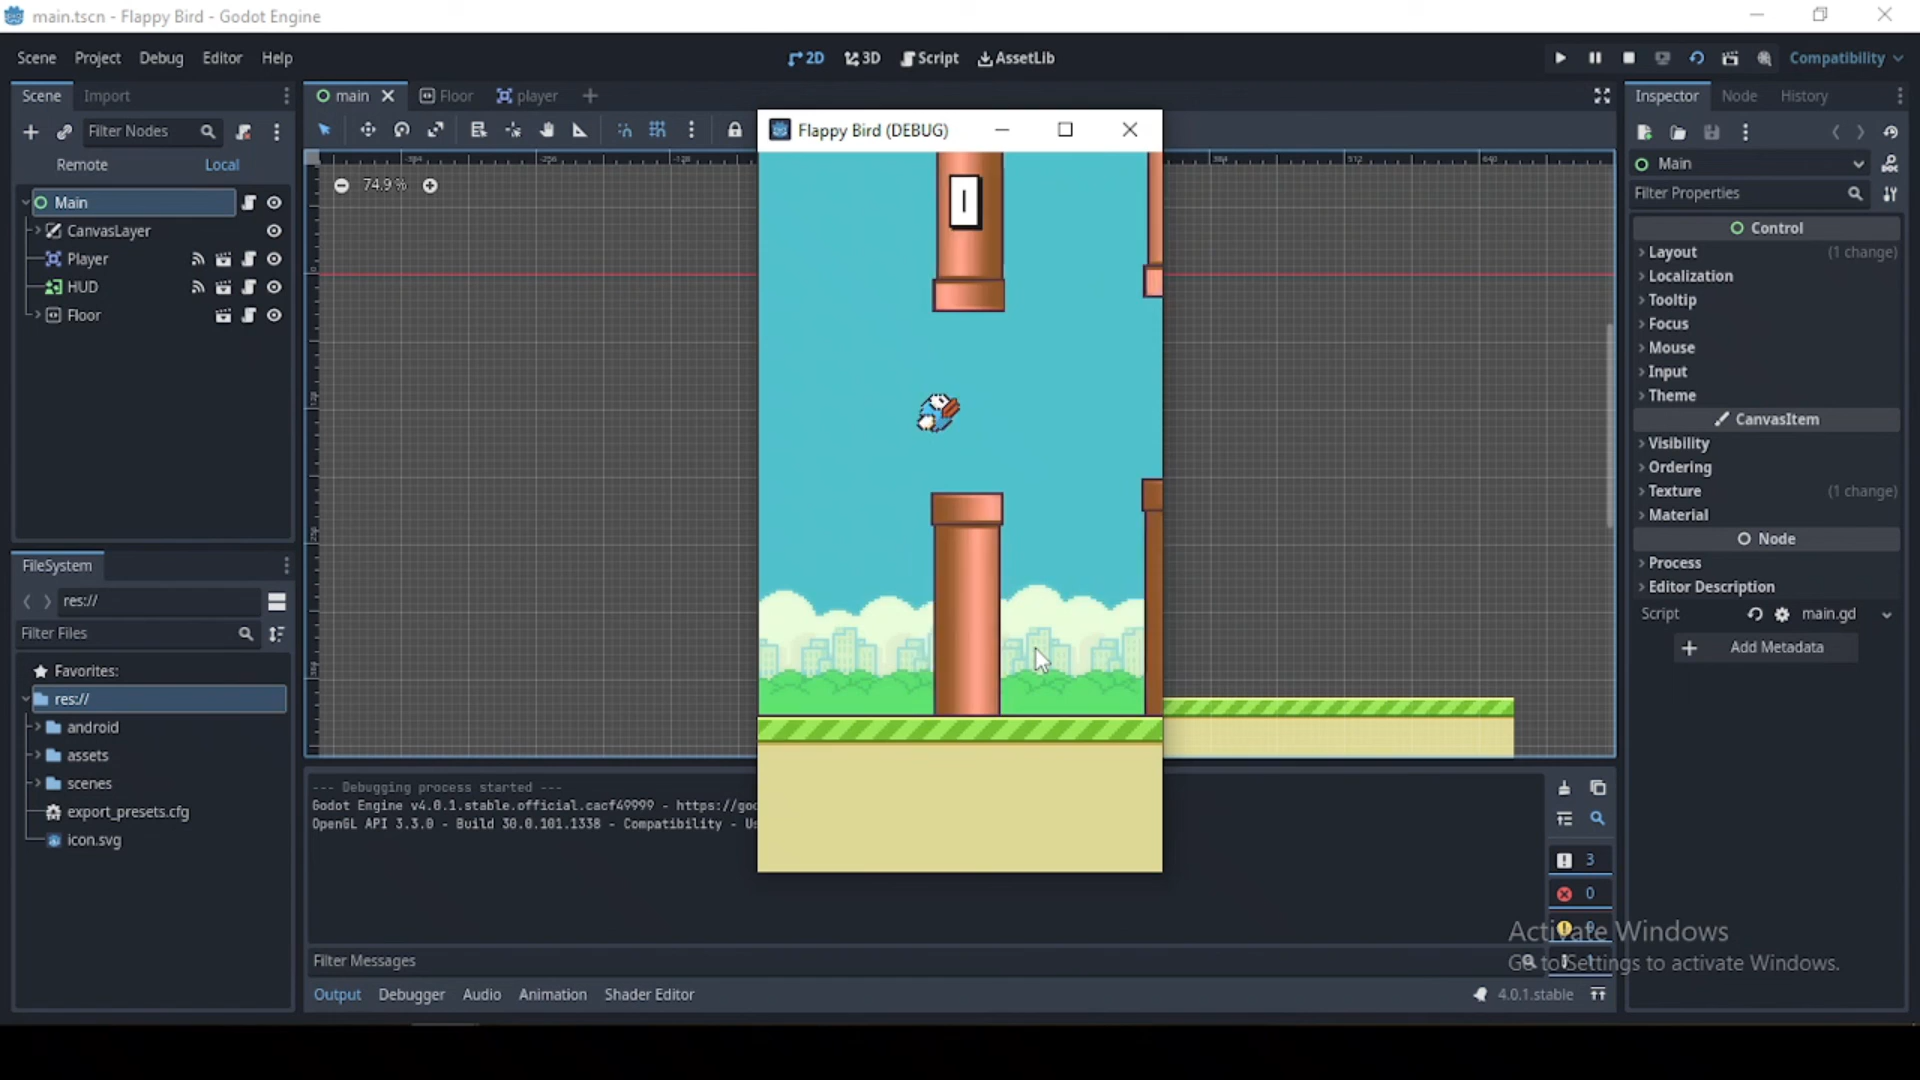 main.tscn - Flappy Bird - Godot Engine
Scene Project Debug Editor Help
2D 3D Script AssetLib
Compatibility
Scene Import
main Floor player
Inspector Node History
Filter Nodes
Remote Local
Main
CanvasLayer
Player
HUD
Floor
74.9 %
Flappy Bird (DEBUG)
Main
Filter Properties
Control
Layout (1 change)
Localization
Tooltip
Focus
Mouse
Input
Theme
CanvasItem
Visibility
Ordering
Texture (1 change)
Material
Node
Process
Editor Description
Script main.gd
Add Metadata
FileSystem
res://
Filter Files
Favorites:
res://
android
assets
scenes
export_presets.cfg
icon.svg
--- Debugging process started ---
Godot Engine v4.0.1.stable.official.cacf49999 - https://go
OpenGL API 3.3.0 - Build 30.0.101.1338 - Compatibility - Us
3
0
Filter Messages
Output Debugger Audio Animation Shader Editor
4.0.1.stable
Activate Windows
Go to Settings to activate Windows.